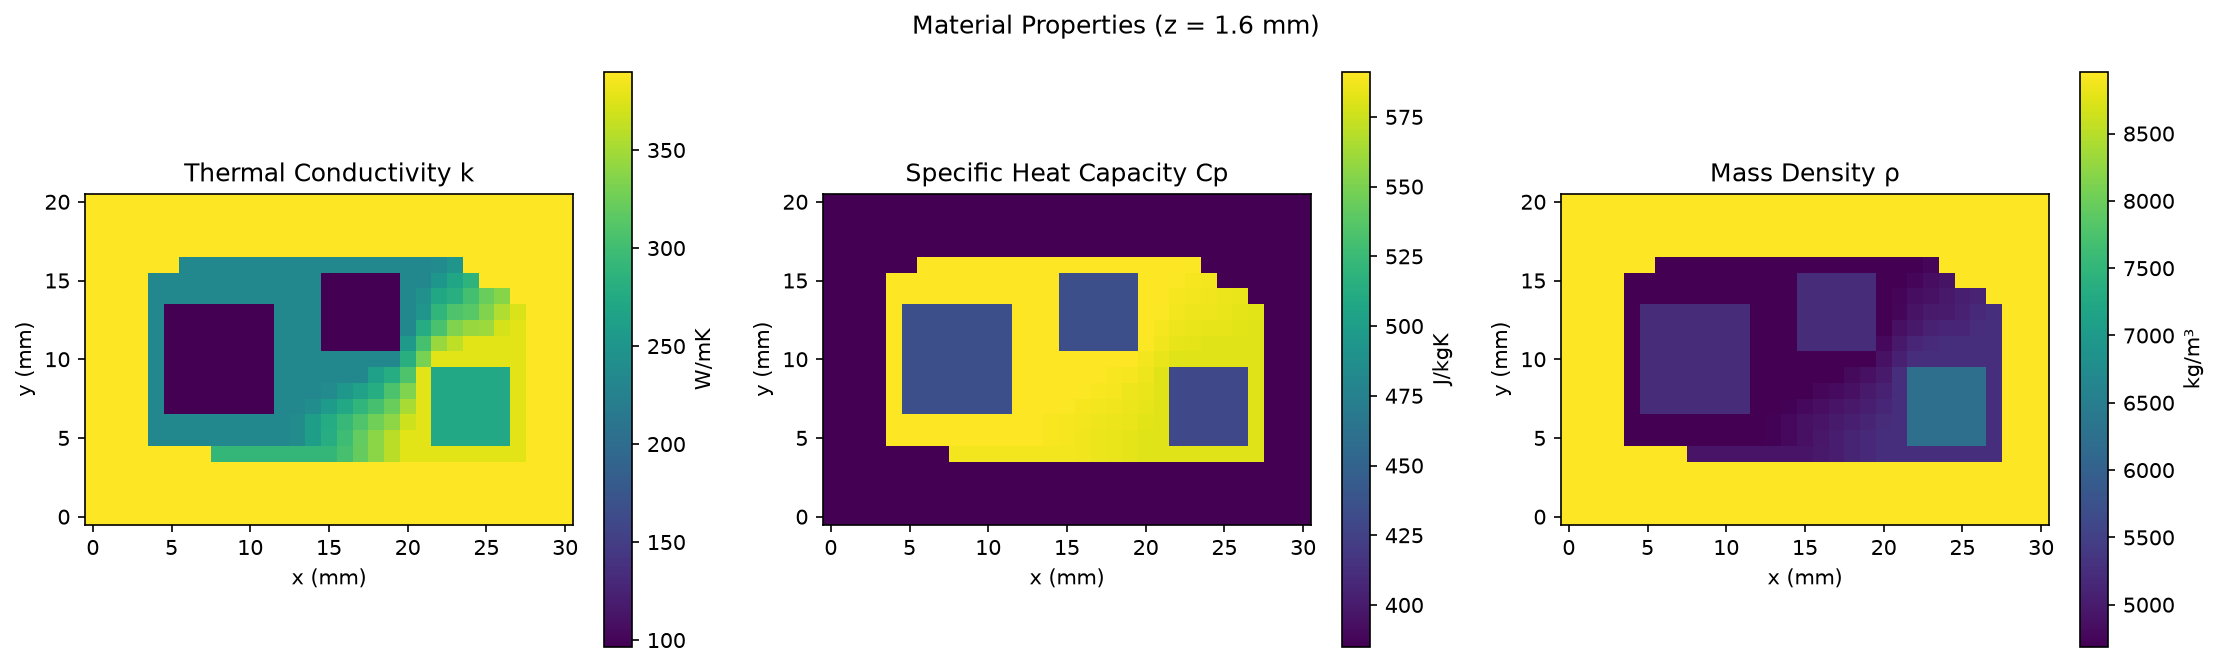 Material Properties (z = 1.6 mm)
Thermal Conductivity k
20
15
10
5
0
y (mm)
0 5 10 15 20 25 30
x (mm)
350
300
250
200
150
100
W/mK
Specific Heat Capacity Cp
20
15
10
5
0
y (mm)
0 5 10 15 20 25 30
x (mm)
575
550
525
500
475
450
425
400
J/kgK
Mass Density ρ
20
15
10
5
0
y (mm)
0 5 10 15 20 25 30
x (mm)
8500
8000
7500
7000
6500
6000
5500
5000
kg/m³